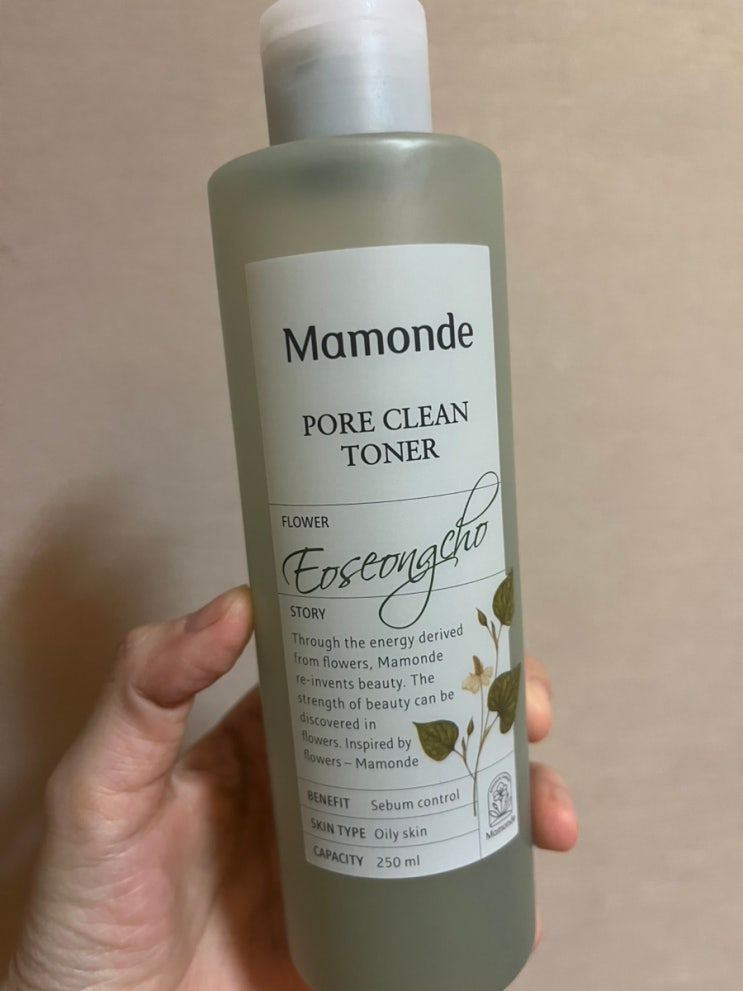 Mamonde
PORE CLEAN
TONER
FLOWER
Eoseongcho
STORY
Through the energy derived
from flowers, Mamonde
re-invents beauty. The
strength of beauty can be
discovered in
flowers. Inspired by
flowers – Mamonde
BENEFIT Sebum control
SKIN TYPE Oily skin
CAPACITY 250 ml
Mamonde